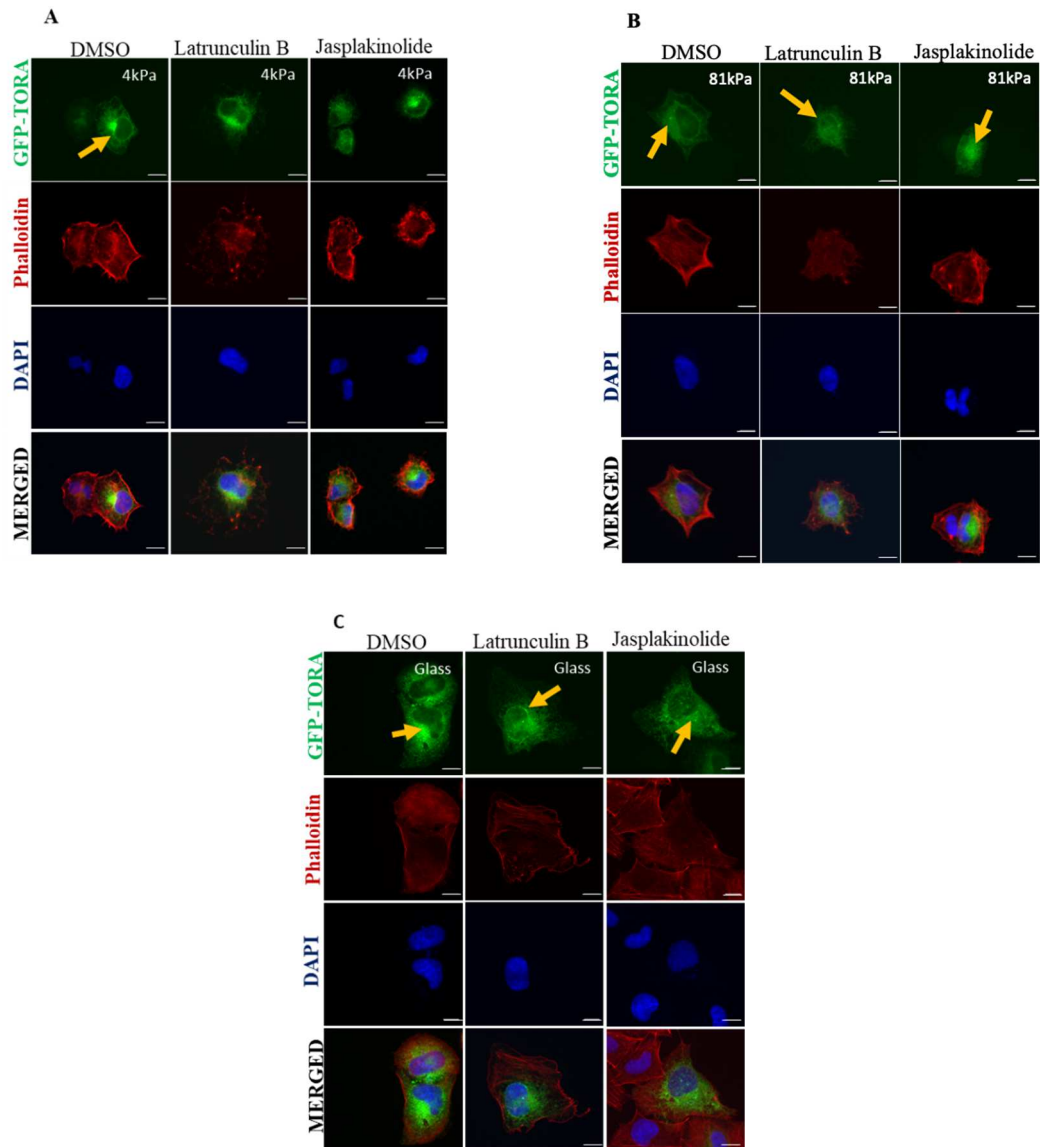 A
DMSO Latrunculin B Jasplakinolide
GFP-TORA 4kPa 4kPa 4kPa
Phalloidin
DAPI
MERGED
B
DMSO Latrunculin B Jasplakinolide
GFP-TORA 81kPa 81kPa 81kPa
Phalloidin
DAPI
MERGED
C
DMSO Latrunculin B Jasplakinolide
GFP-TORA Glass Glass Glass
Phalloidin
DAPI
MERGED